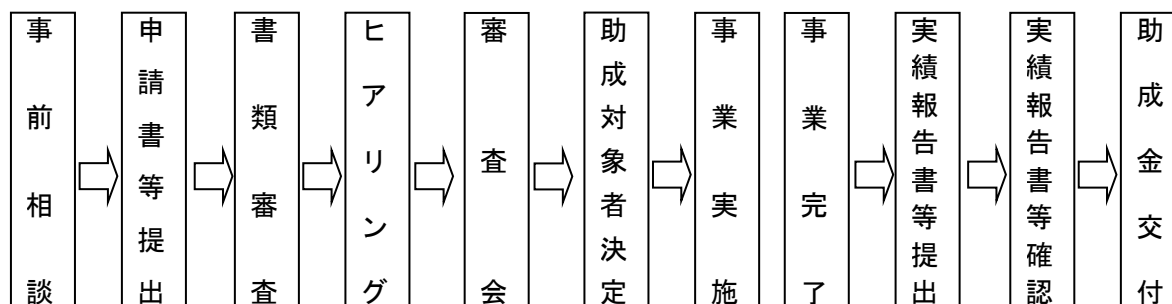 事前相談
申請書等提出
書類審査
ヒアリング
審査会
助成対象者決定
事業実施
事業完了
実績報告書等提出
実績報告書等確認
助成金交付